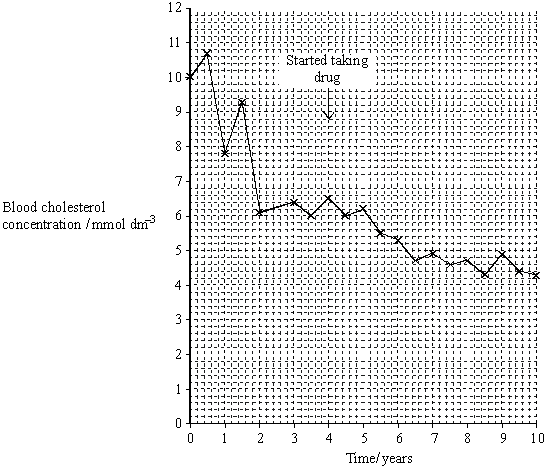 12
11
10
9
8
7
6
5
4
3
2
1
0
Started taking
drug
Blood cholesterol
concentration /mmol dm–3
0 1 2 3 4 5 6 7 8 9 10
Time/years